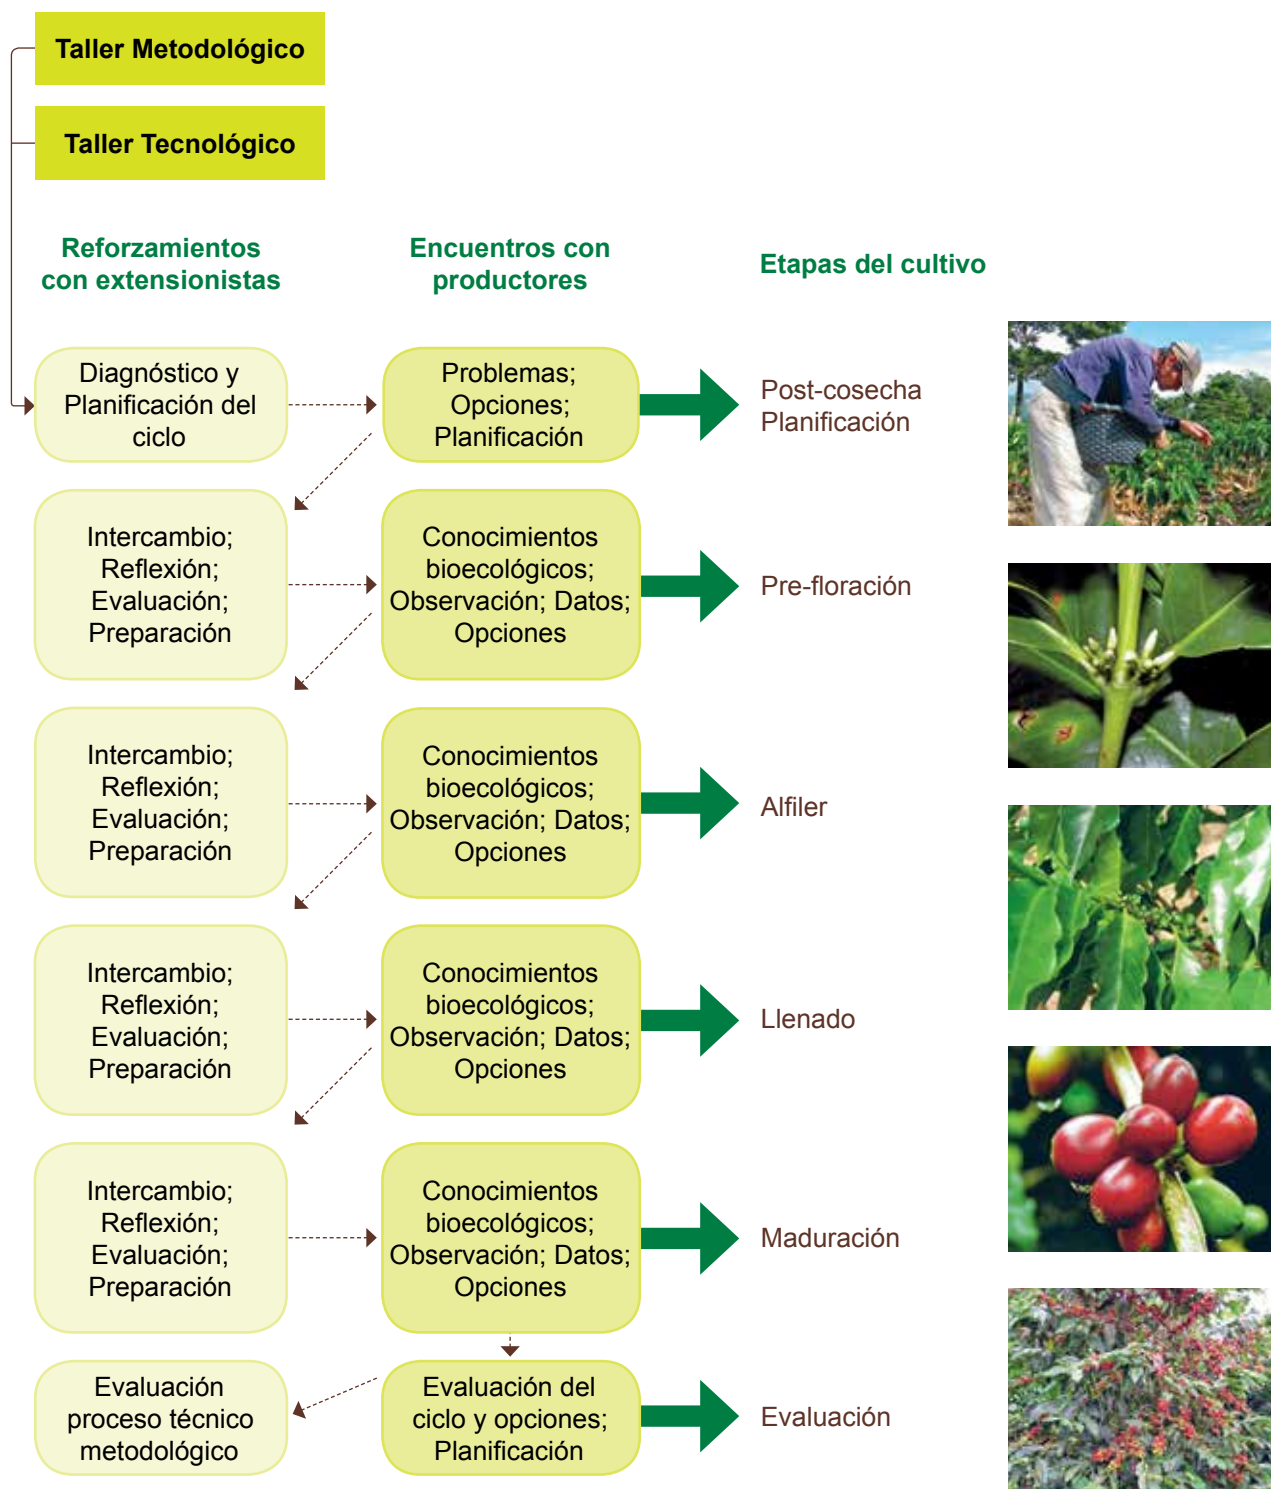 Taller Metodológico
Taller Tecnológico
Reforzamientos
con extensionistas
Encuentros con
productores
Etapas del cultivo
Diagnóstico y
Planificación del
ciclo
Problemas;
Opciones;
Planificación
Post-cosecha
Planificación
Intercambio;
Reflexión;
Evaluación;
Preparación
Conocimientos
bioecológicos;
Observación; Datos;
Opciones
Pre-floración
Intercambio;
Reflexión;
Evaluación;
Preparación
Conocimientos
bioecológicos;
Observación; Datos;
Opciones
Alfiler
Intercambio;
Reflexión;
Evaluación;
Preparación
Conocimientos
bioecológicos;
Observación; Datos;
Opciones
Llenado
Intercambio;
Reflexión;
Evaluación;
Preparación
Conocimientos
bioecológicos;
Observación; Datos;
Opciones
Maduración
Evaluación
proceso técnico
metodológico
Evaluación del
ciclo y opciones;
Planificación
Evaluación